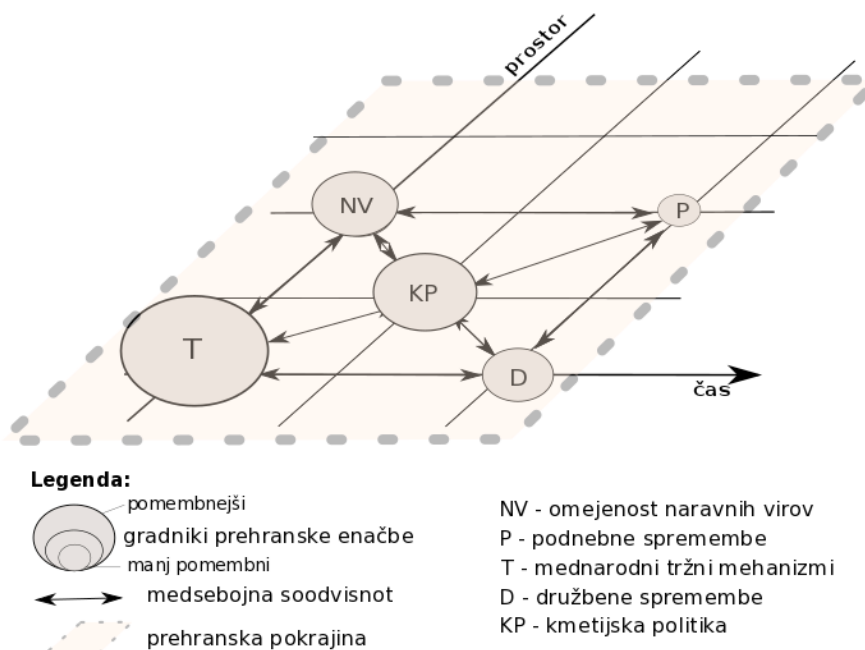 prostor
NV
P
KP
T
D
čas
Legenda:
pomembnejši
gradniki prehranske enačbe
manj pomembni
medsebojna soodvisnot
prehranska pokrajina
NV - omejenost naravnih virov
P - podnebne spremembe
T - mednarodni tržni mehanizmi
D - družbene spremembe
KP - kmetijska politika